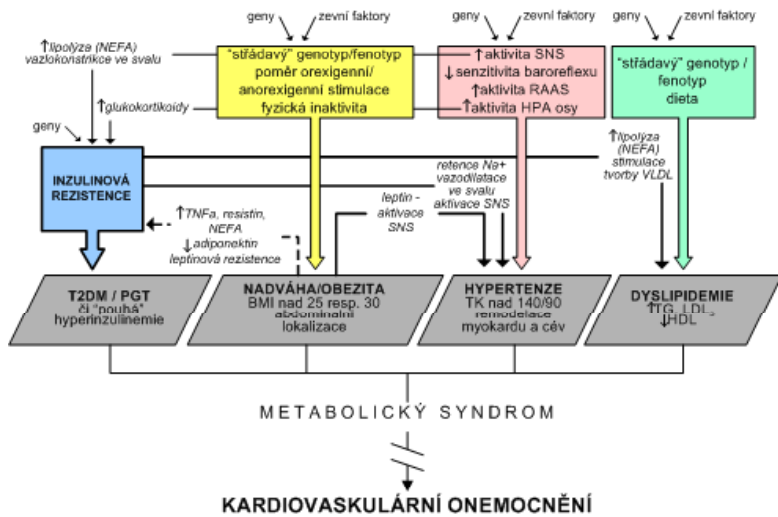 geny zevní faktory
geny zevní faktory
geny zevní faktory
↑lipolýza (NEFA)
vazlokonstrikce ve svalu
↑glukokortikoidy
geny
"střádavý" genotyp/fenotyp
poměr orexigenní/
anorexigenní stimulace
fyzická inaktivita
↑aktivita SNS
↓senzitivita baroreflexu
↑aktivita RAAS
↑aktivita HPA osy
"střádavý" genotyp /
fenotyp
dieta
INZULINOVÁ
REZISTENCE
↑TNFa, resistin,
NEFA
↓adiponektin
leptinová rezistence
leptin -
aktivace
SNS
retence Na+
vazodilatace
ve svalu
aktivace SNS
↑lipolýza
(NEFA)
stimulace
tvorby VLDL
T2DM / PGT
či "pouhá"
hyperinzulinemie
NADVÁHA/OBEZITA
BMI nad 25 resp. 30
abdominální
lokalizace
HYPERTENZE
TK nad 140/90
remodelace
myokardu a cév
DYSLIPIDEMIE
↑TG, LDL,
↓HDL
METABOLICKÝ SYNDROM
KARDIOVASKULÁRNÍ ONEMOCNĚNÍ